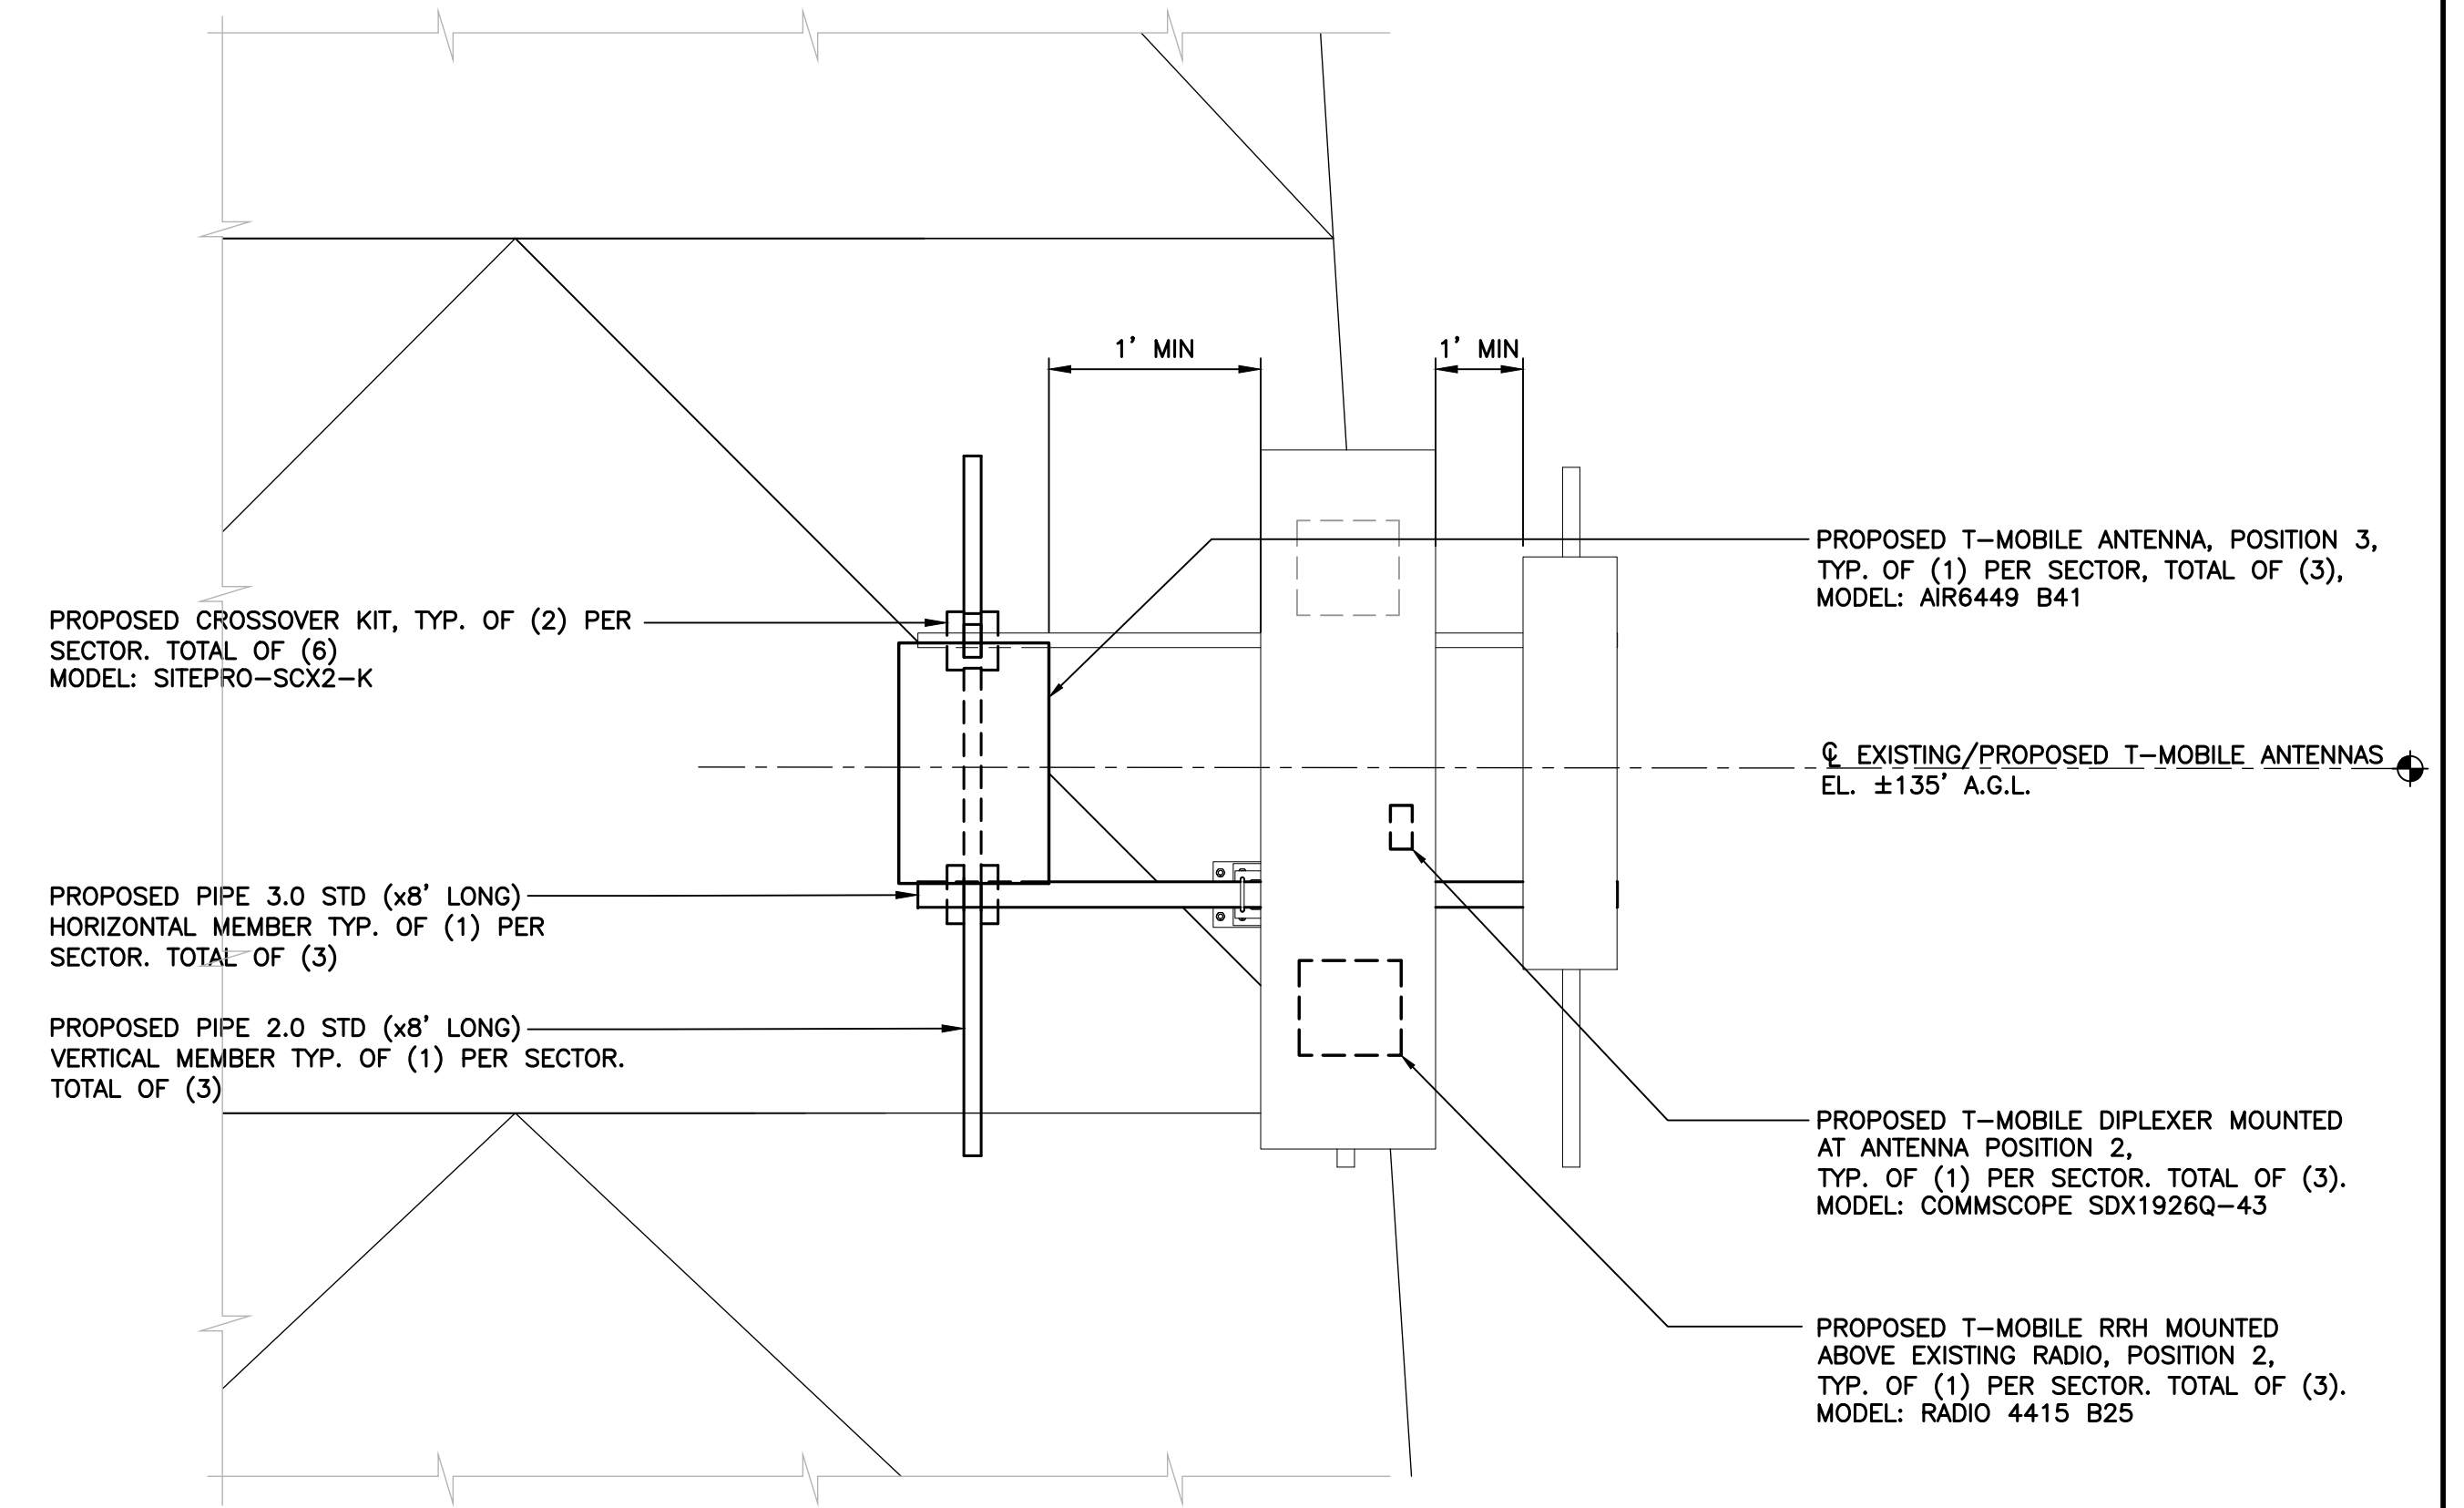 1' MIN
1' MIN
PROPOSED T-MOBILE ANTENNA, POSITION 3,
TYP. OF (1) PER SECTOR, TOTAL OF (3),
MODEL: AIR6449 B41
PROPOSED CROSSOVER KIT, TYP. OF (2) PER
SECTOR. TOTAL OF (6)
MODEL: SITEPRO-SCX2-K
℄ EXISTING/PROPOSED T-MOBILE ANTENNAS
EL. ±135' A.G.L.
PROPOSED PIPE 3.0 STD (x8' LONG)
HORIZONTAL MEMBER TYP. OF (1) PER
SECTOR. TOTAL OF (3)
PROPOSED PIPE 2.0 STD (x8' LONG)
VERTICAL MEMBER TYP. OF (1) PER SECTOR.
TOTAL OF (3)
PROPOSED T-MOBILE DIPLEXER MOUNTED
AT ANTENNA POSITION 2,
TYP. OF (1) PER SECTOR. TOTAL OF (3).
MODEL: COMMSCOPE SDX1926Q-43
PROPOSED T-MOBILE RRH MOUNTED
ABOVE EXISTING RADIO, POSITION 2,
TYP. OF (1) PER SECTOR. TOTAL OF (3).
MODEL: RADIO 4415 B25